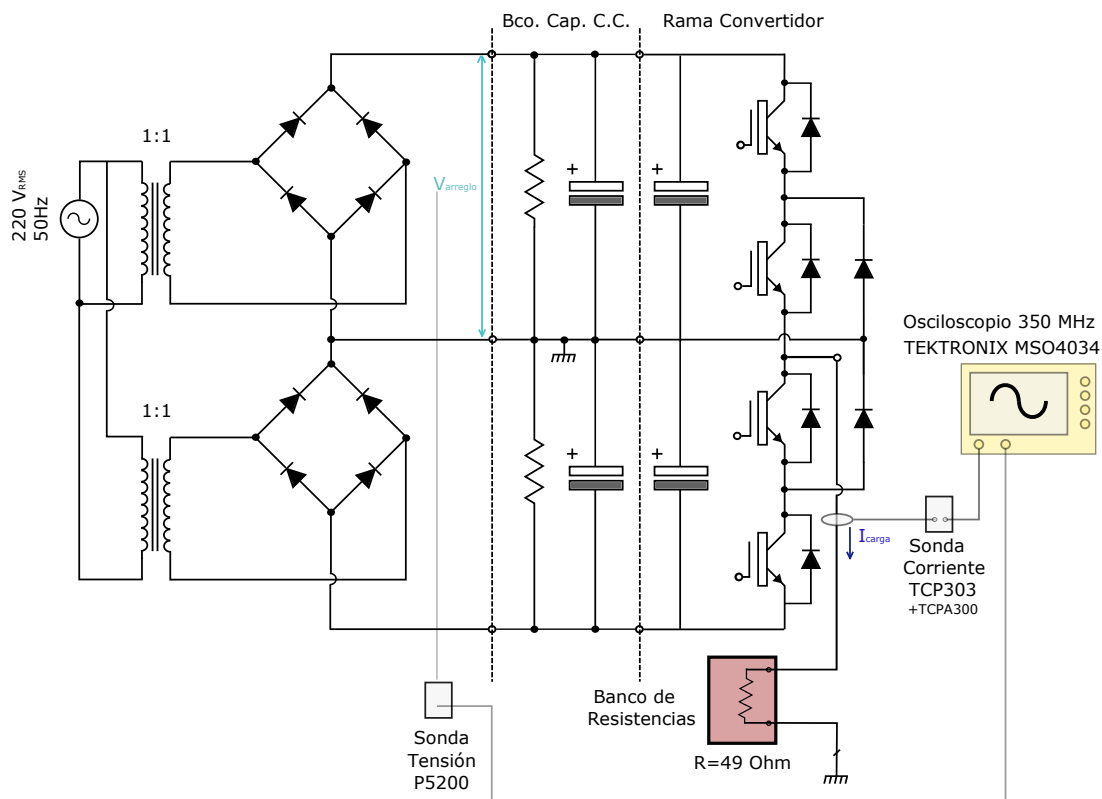 Bco. Cap. C.C.
Rama Convertidor
1:1
220 VRMS
50Hz
Varreglo
+
+
Osciloscopio 350 MHz
TEKTRONIX MSO4034
1:1
+
+
Icarga
Sonda
Corriente
TCP303
+TCPA300
Banco de
Resistencias
R=49 Ohm
Sonda
Tensión
P5200